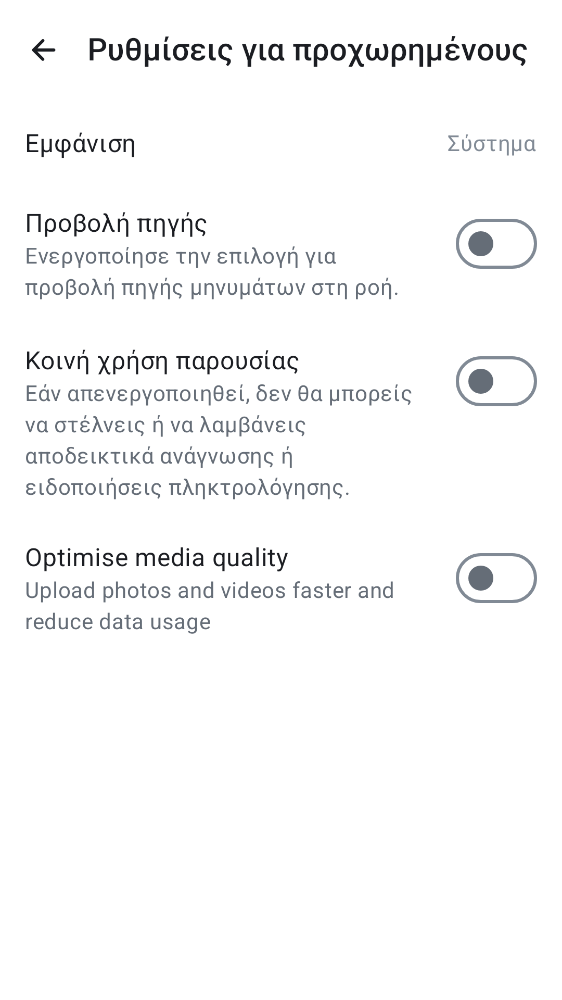 Ρυθμίσεις για προχωρημένους
Εμφάνιση Σύστημα
Προβολή πηγής
Ενεργοποίησε την επιλογή για
προβολή πηγής μηνυμάτων στη ροή.
Κοινή χρήση παρουσίας
Εάν απενεργοποιηθεί, δεν θα μπορείς
να στέλνεις ή να λαμβάνεις
αποδεικτικά ανάγνωσης ή
ειδοποιήσεις πληκτρολόγησης.
Optimise media quality
Upload photos and videos faster and
reduce data usage